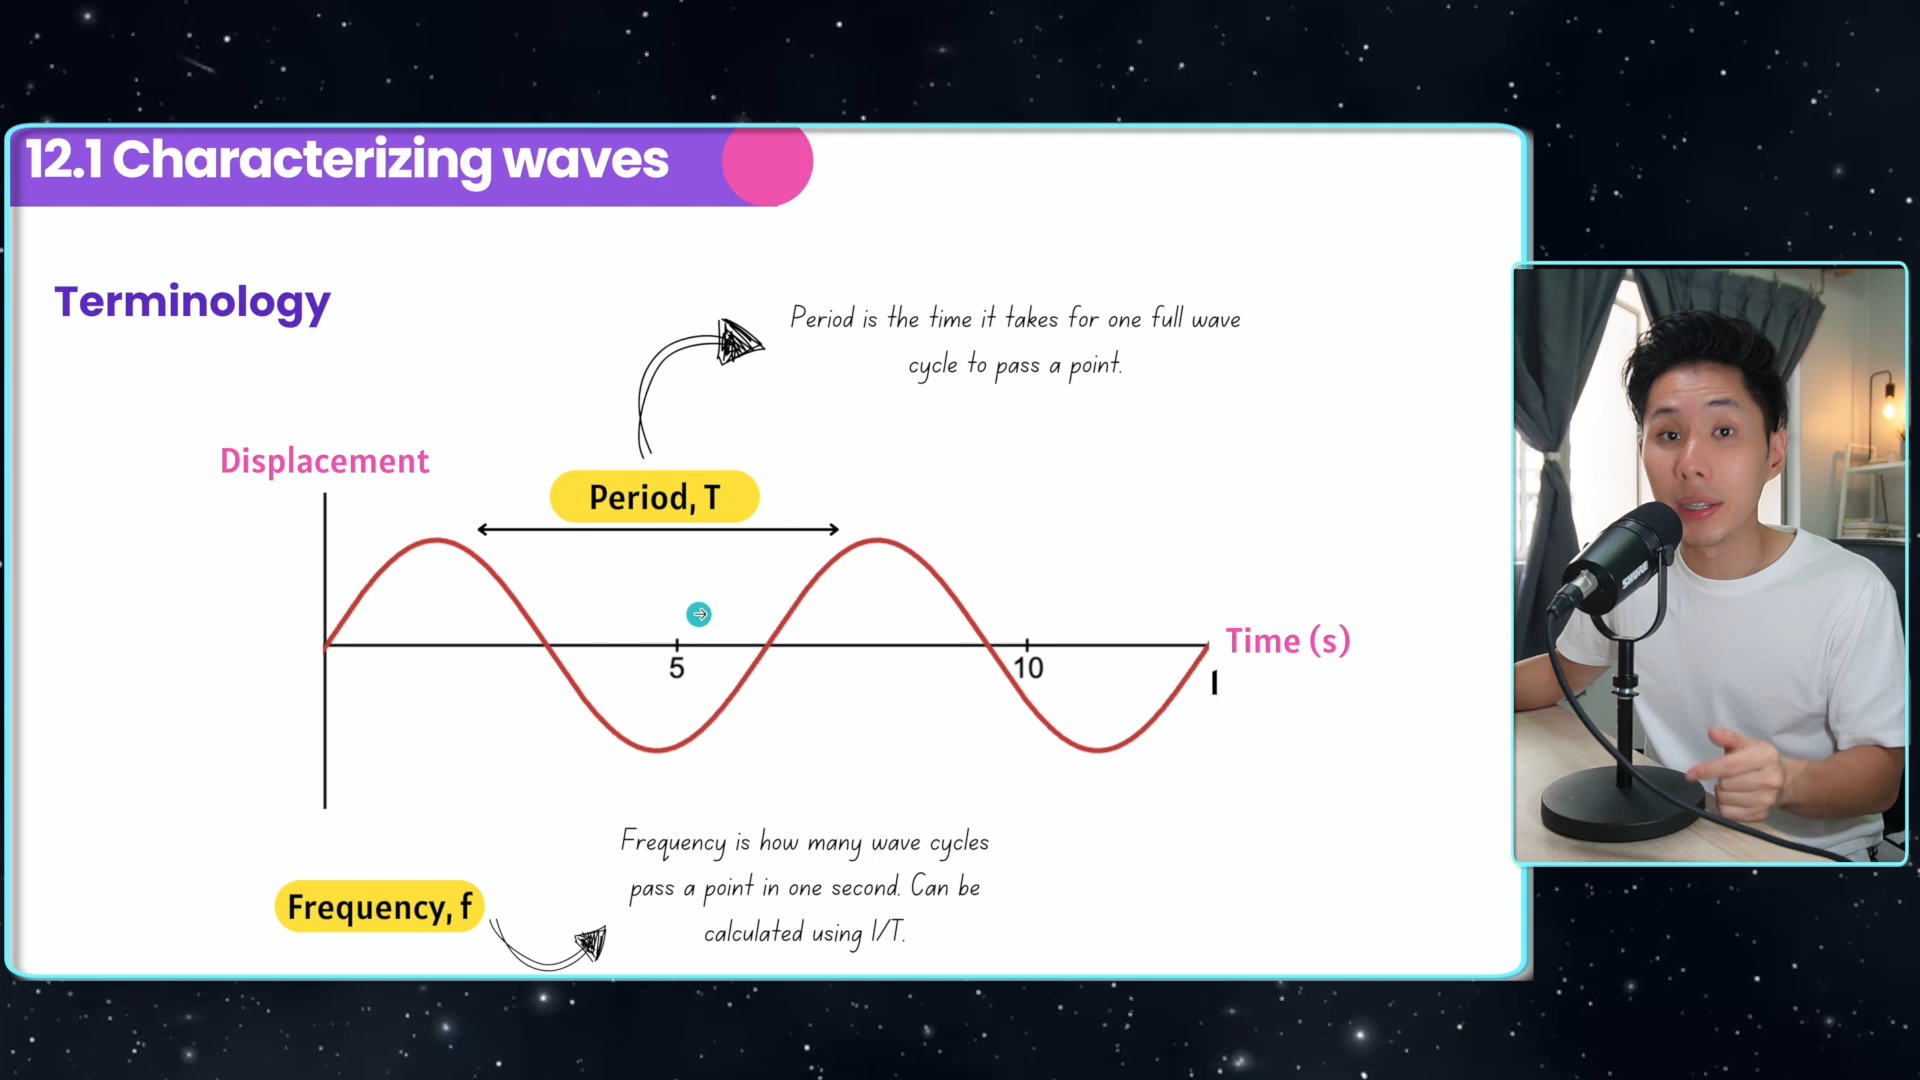 12.1 Characterizing waves
Terminology
Period is the time it takes for one full wave
cycle to pass a point.
Displacement
Period, T
Time (s)
5
10
Frequency is how many wave cycles
pass a point in one second. Can be
calculated using 1/T.
Frequency, f
SHURE